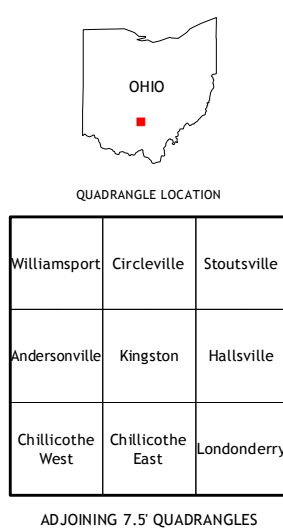 OHIO
QUADRANGLE LOCATION
Williamsport Circleville Stoutsville
Andersonville Kingston Hallsville
Chillicothe West Chillicothe East Londonderry
ADJOINING 7.5' QUADRANGLES